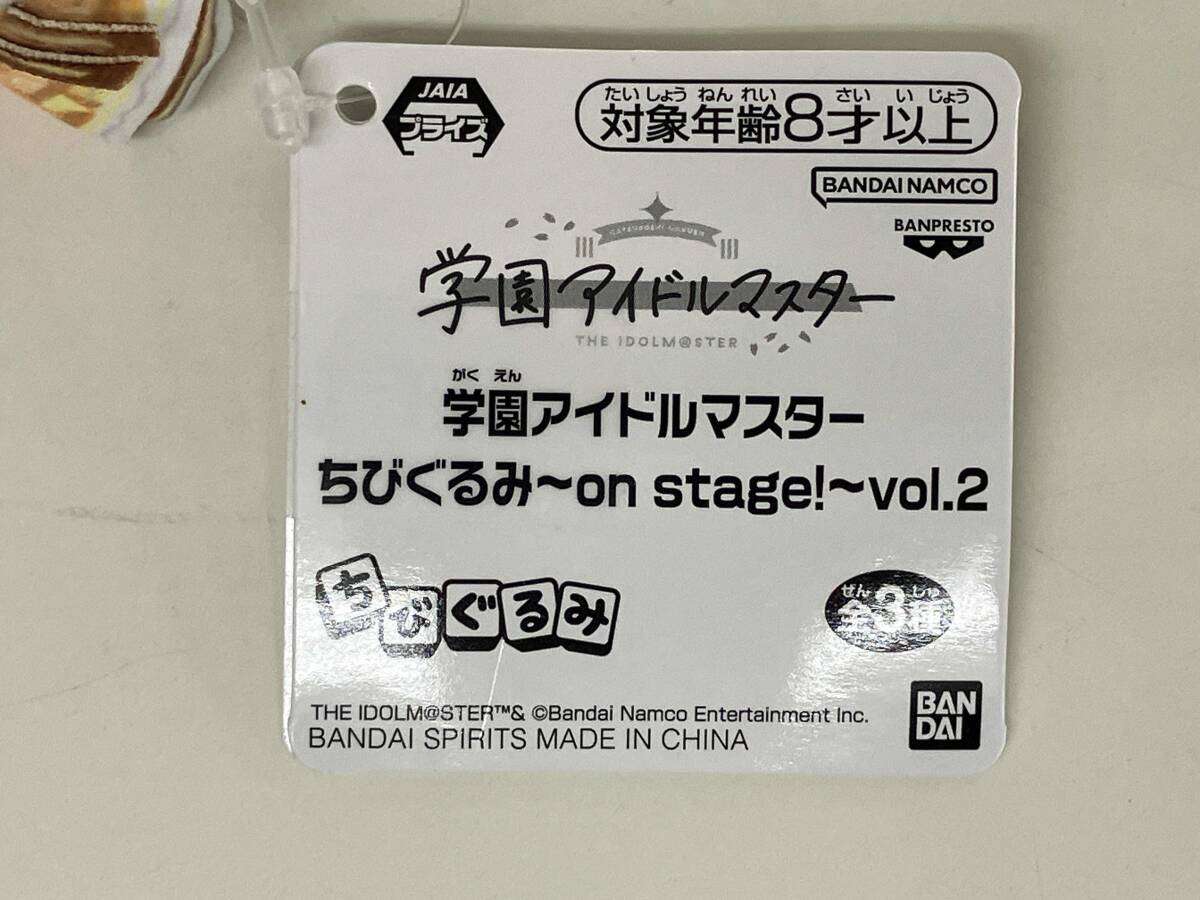 JAIA
プライズ
たいしょう ねんれい さい いじょう
対象年齢8才以上
BANDAI NAMCO
BANPRESTO
学園アイドルマスター
THE IDOLM@STER
がく えん
学園アイドルマスター
ちびぐるみ～on stage!～vol.2
ちびぐるみ
ぜん しゅ
全3種
THE IDOLM@STER™& ©Bandai Namco Entertainment Inc.
BANDAI SPIRITS MADE IN CHINA
BAN
DAI